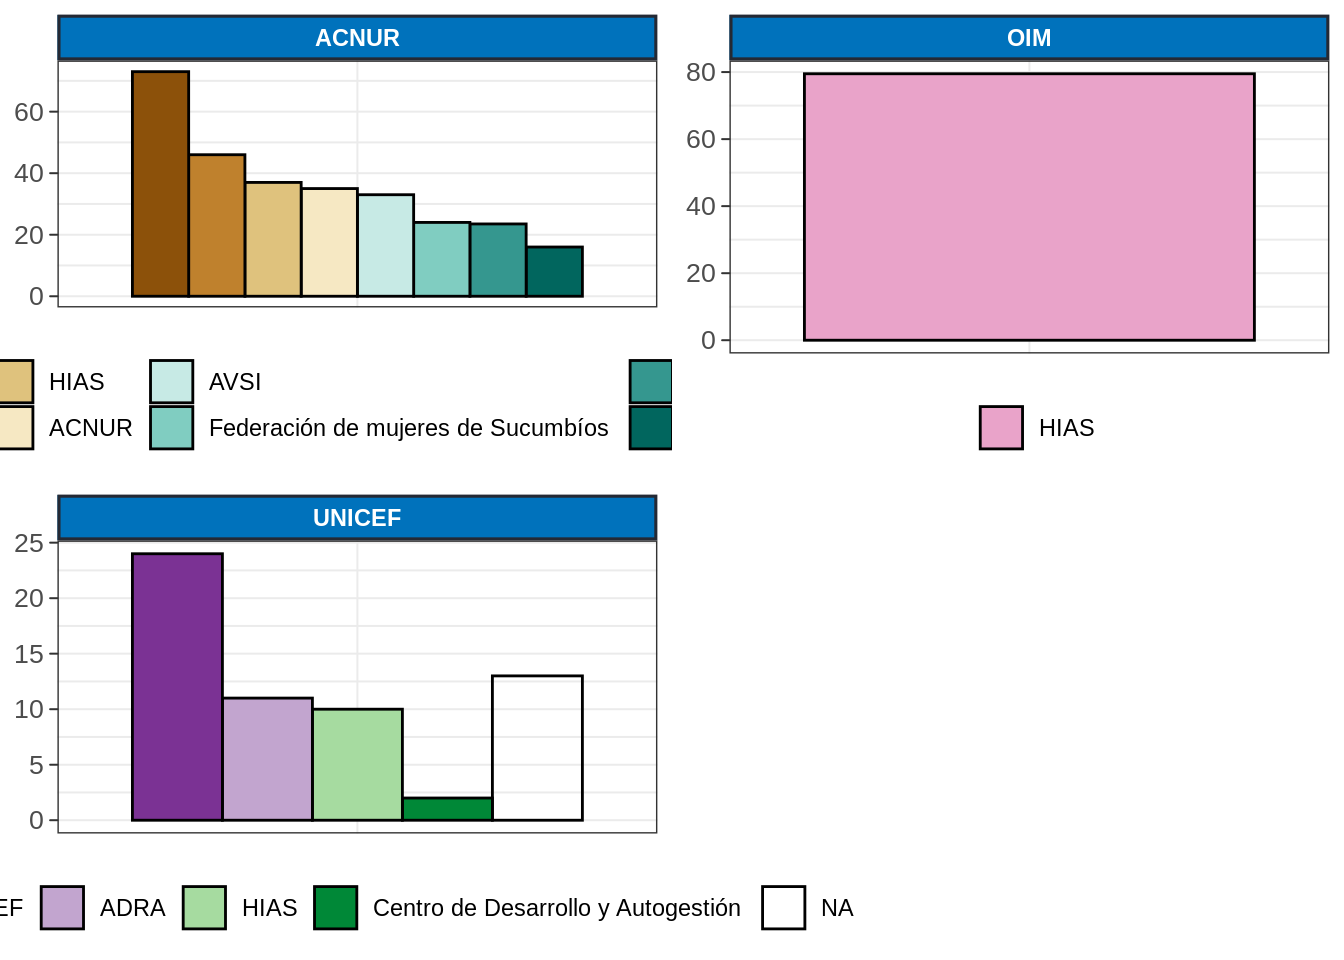 ACNUR
60
40
20
0
HIAS
AVSI
ACNUR
Federación de mujeres de Sucumbíos
OIM
80
60
40
20
0
HIAS
UNICEF
25
20
15
10
5
0
EF ADRA HIAS Centro de Desarrollo y Autogestión NA